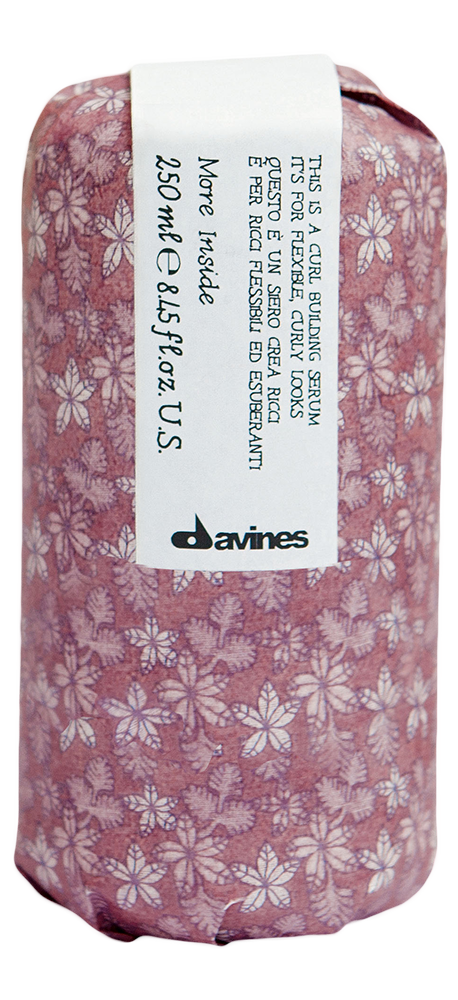 THIS IS A CURL BUILDING SERUM
IT'S FOR FLEXIBLE, CURLY LOOKS
QUESTO È UN SIERO CREA RICCI
È PER RICCI FLESSIBILI ED ESUBERANTI
More Inside
250 ml ℮ 8.45 fl.oz. U.S.
davines